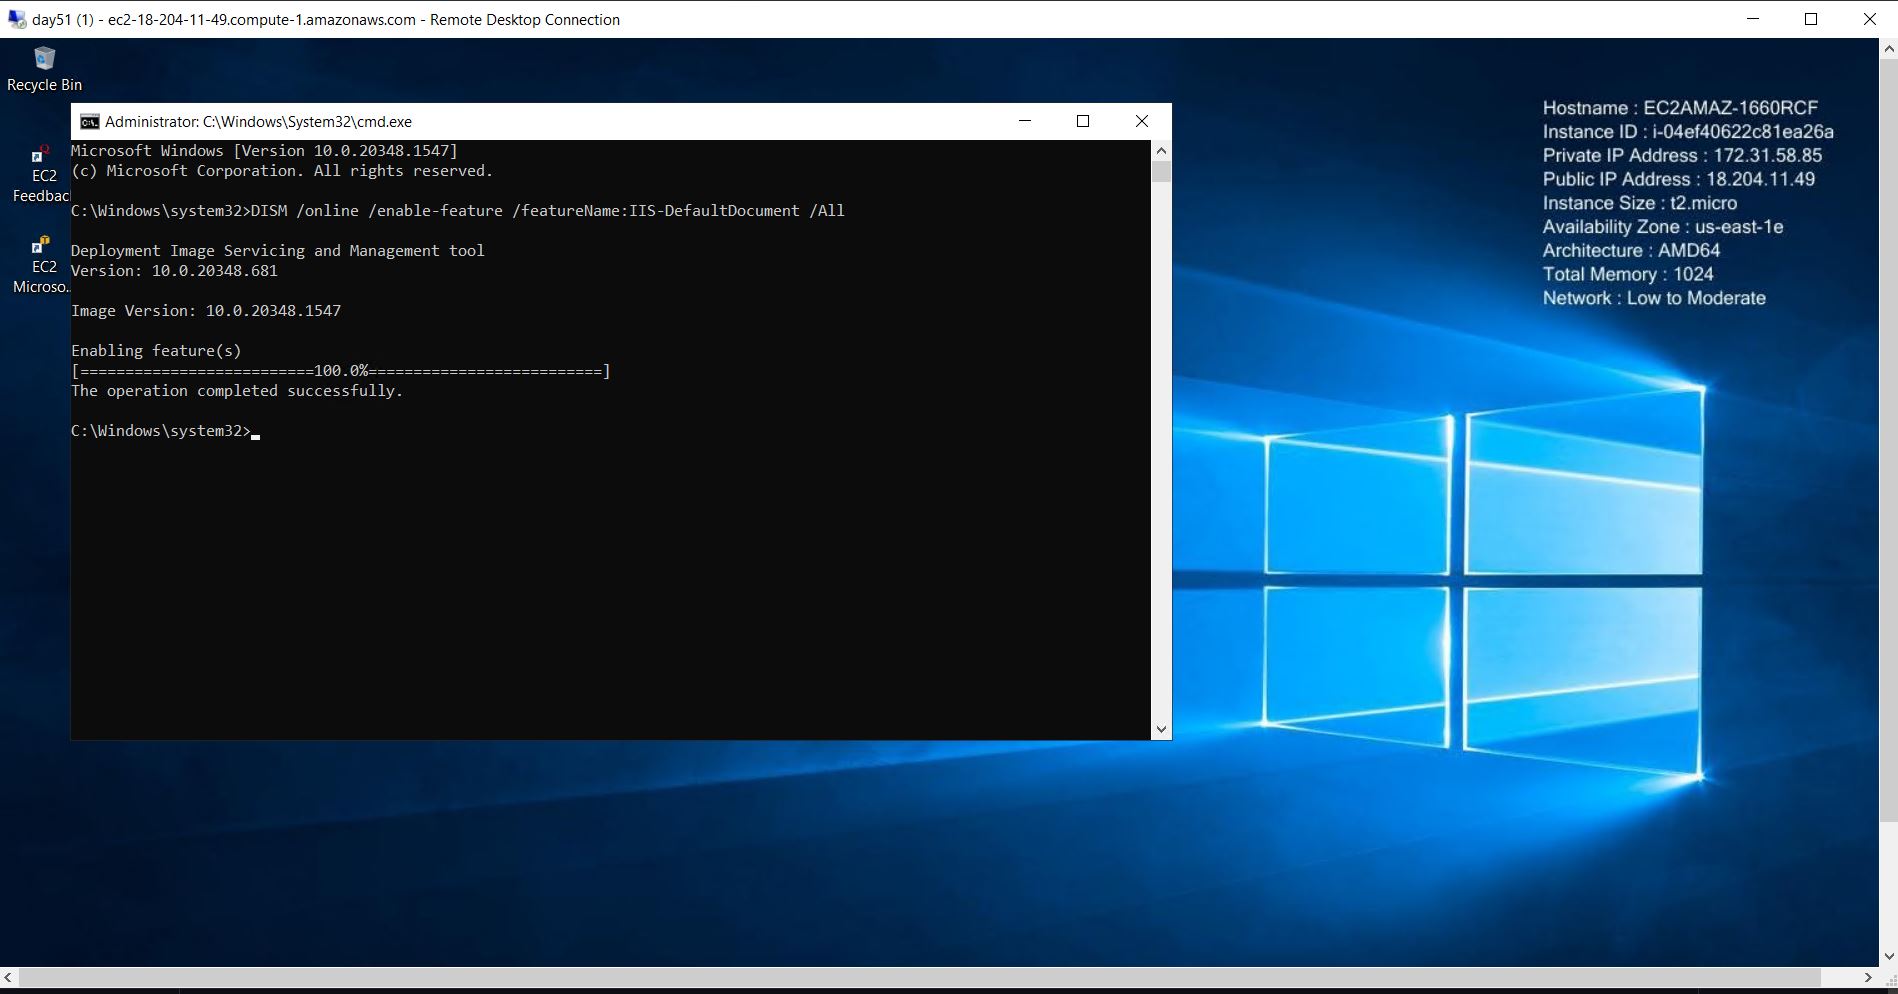 day51 (1) - ec2-18-204-11-49.compute-1.amazonaws.com - Remote Desktop Connection
Recycle Bin
EC2
Feedbac
EC2
Microso..
Administrator: C:\Windows\System32\cmd.exe
Microsoft Windows [Version 10.0.20348.1547]
(c) Microsoft Corporation. All rights reserved.
C:\Windows\system32>DISM /online /enable-feature /featureName:IIS-DefaultDocument /All
Deployment Image Servicing and Management tool
Version: 10.0.20348.681
Image Version: 10.0.20348.1547
Enabling feature(s)
[==========================100.0%==========================]
The operation completed successfully.
C:\Windows\system32>
Hostname : EC2AMAZ-1660RCF
Instance ID : i-04ef40622c81ea26a
Private IP Address : 172.31.58.85
Public IP Address : 18.204.11.49
Instance Size : t2.micro
Availability Zone : us-east-1e
Architecture : AMD64
Total Memory : 1024
Network : Low to Moderate